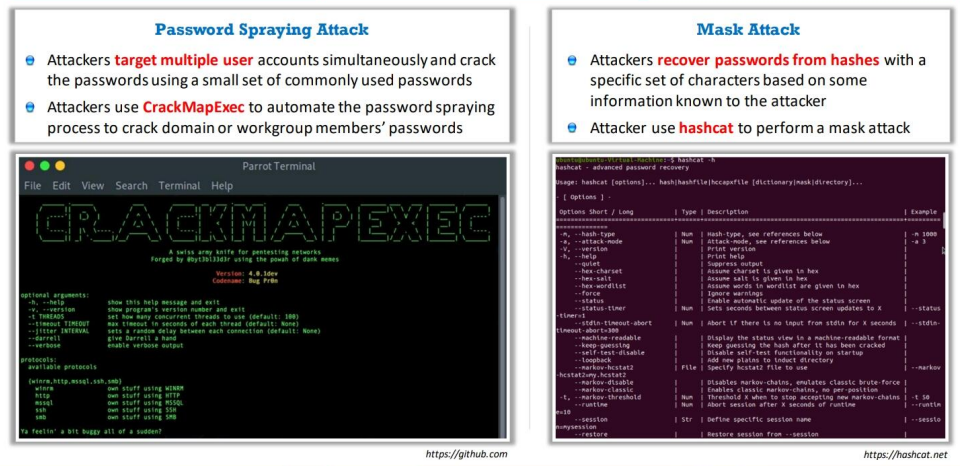 Password Spraying Attack
Attackers target multiple user accounts simultaneously and crack
the passwords using a small set of commonly used passwords
Attackers use CrackMapExec to automate the password spraying
process to crack domain or workgroup members' passwords
Parrot Terminal
File Edit View Search Terminal Help
CRACKMAPEXEC
A swiss army knife for pentesting networks
Forged by @byt3bl33d3r using the powah of dank memes
Version: 4.0.1dev
Codename: Bug Pr0n
optional arguments:
-h, --help show this help message and exit
-v, --version show program's version number and exit
-t THREADS set how many concurrent threads to use (default: 100)
--timeout TIMEOUT max timeout in seconds of each thread (default: None)
--jitter INTERVAL sets a random delay between each connection (default: None)
--darrell give Darrell a hand
--verbose enable verbose output
protocols:
available protocols
{winrm,http,mssql,ssh,smb}
winrm own stuff using WINRM
http own stuff using HTTP
mssql own stuff using MSSQL
ssh own stuff using SSH
smb own stuff using SMB
Ya feelin' a bit buggy all of a sudden?
https://github.com
Mask Attack
Attackers recover passwords from hashes with a
specific set of characters based on some
information known to the attacker
Attacker use hashcat to perform a mask attack
ubuntu@ubuntu-Virtual-Machine:~$ hashcat -h
hashcat - advanced password recovery
Usage: hashcat [options]... hash|hashfile|hccapxfile [dictionary|mask|directory]...
- [ Options ] -
Options Short / Long | Type | Description | Example
-m, --hash-type | Num | Hash-type, see references below | -m 1000
-a, --attack-mode | Num | Attack-mode, see references below | -a 3
-V, --version | | Print version |
-h, --help | | Print help |
--quiet | | Suppress output |
--hex-charset | | Assume charset is given in hex |
--hex-salt | | Assume salt is given in hex |
--hex-wordlist | | Assume words in wordlist are given in hex |
--force | | Ignore warnings |
--status | | Enable automatic update of the status screen |
--status-timer | Num | Sets seconds between status screen updates to X | --status
-timer=1
--stdin-timeout-abort | Num | Abort if there is no input from stdin for X seconds | --stdin-
timeout-abort=300
--machine-readable | | Display the status view in a machine-readable format |
--keep-guessing | | Keep guessing the hash after it has been cracked |
--self-test-disable | | Disable self-test functionality on startup |
--loopback | | Add new plains to induct directory |
--markov-hcstat2 | File | Specify hcstat2 file to use | --markov
-hcstat2=my.hcstat2
--markov-disable | | Disables markov-chains, emulates classic brute-force |
--markov-classic | | Enables classic markov-chains, no per-position |
-t, --markov-threshold | Num | Threshold X when to stop accepting new markov-chains | -t 50
--runtime | Num | Abort session after X seconds of runtime | --runtim
e=10
--session | Str | Define specific session name | --sessio
n=mysession
--restore | | Restore session from --session |
https://hashcat.net